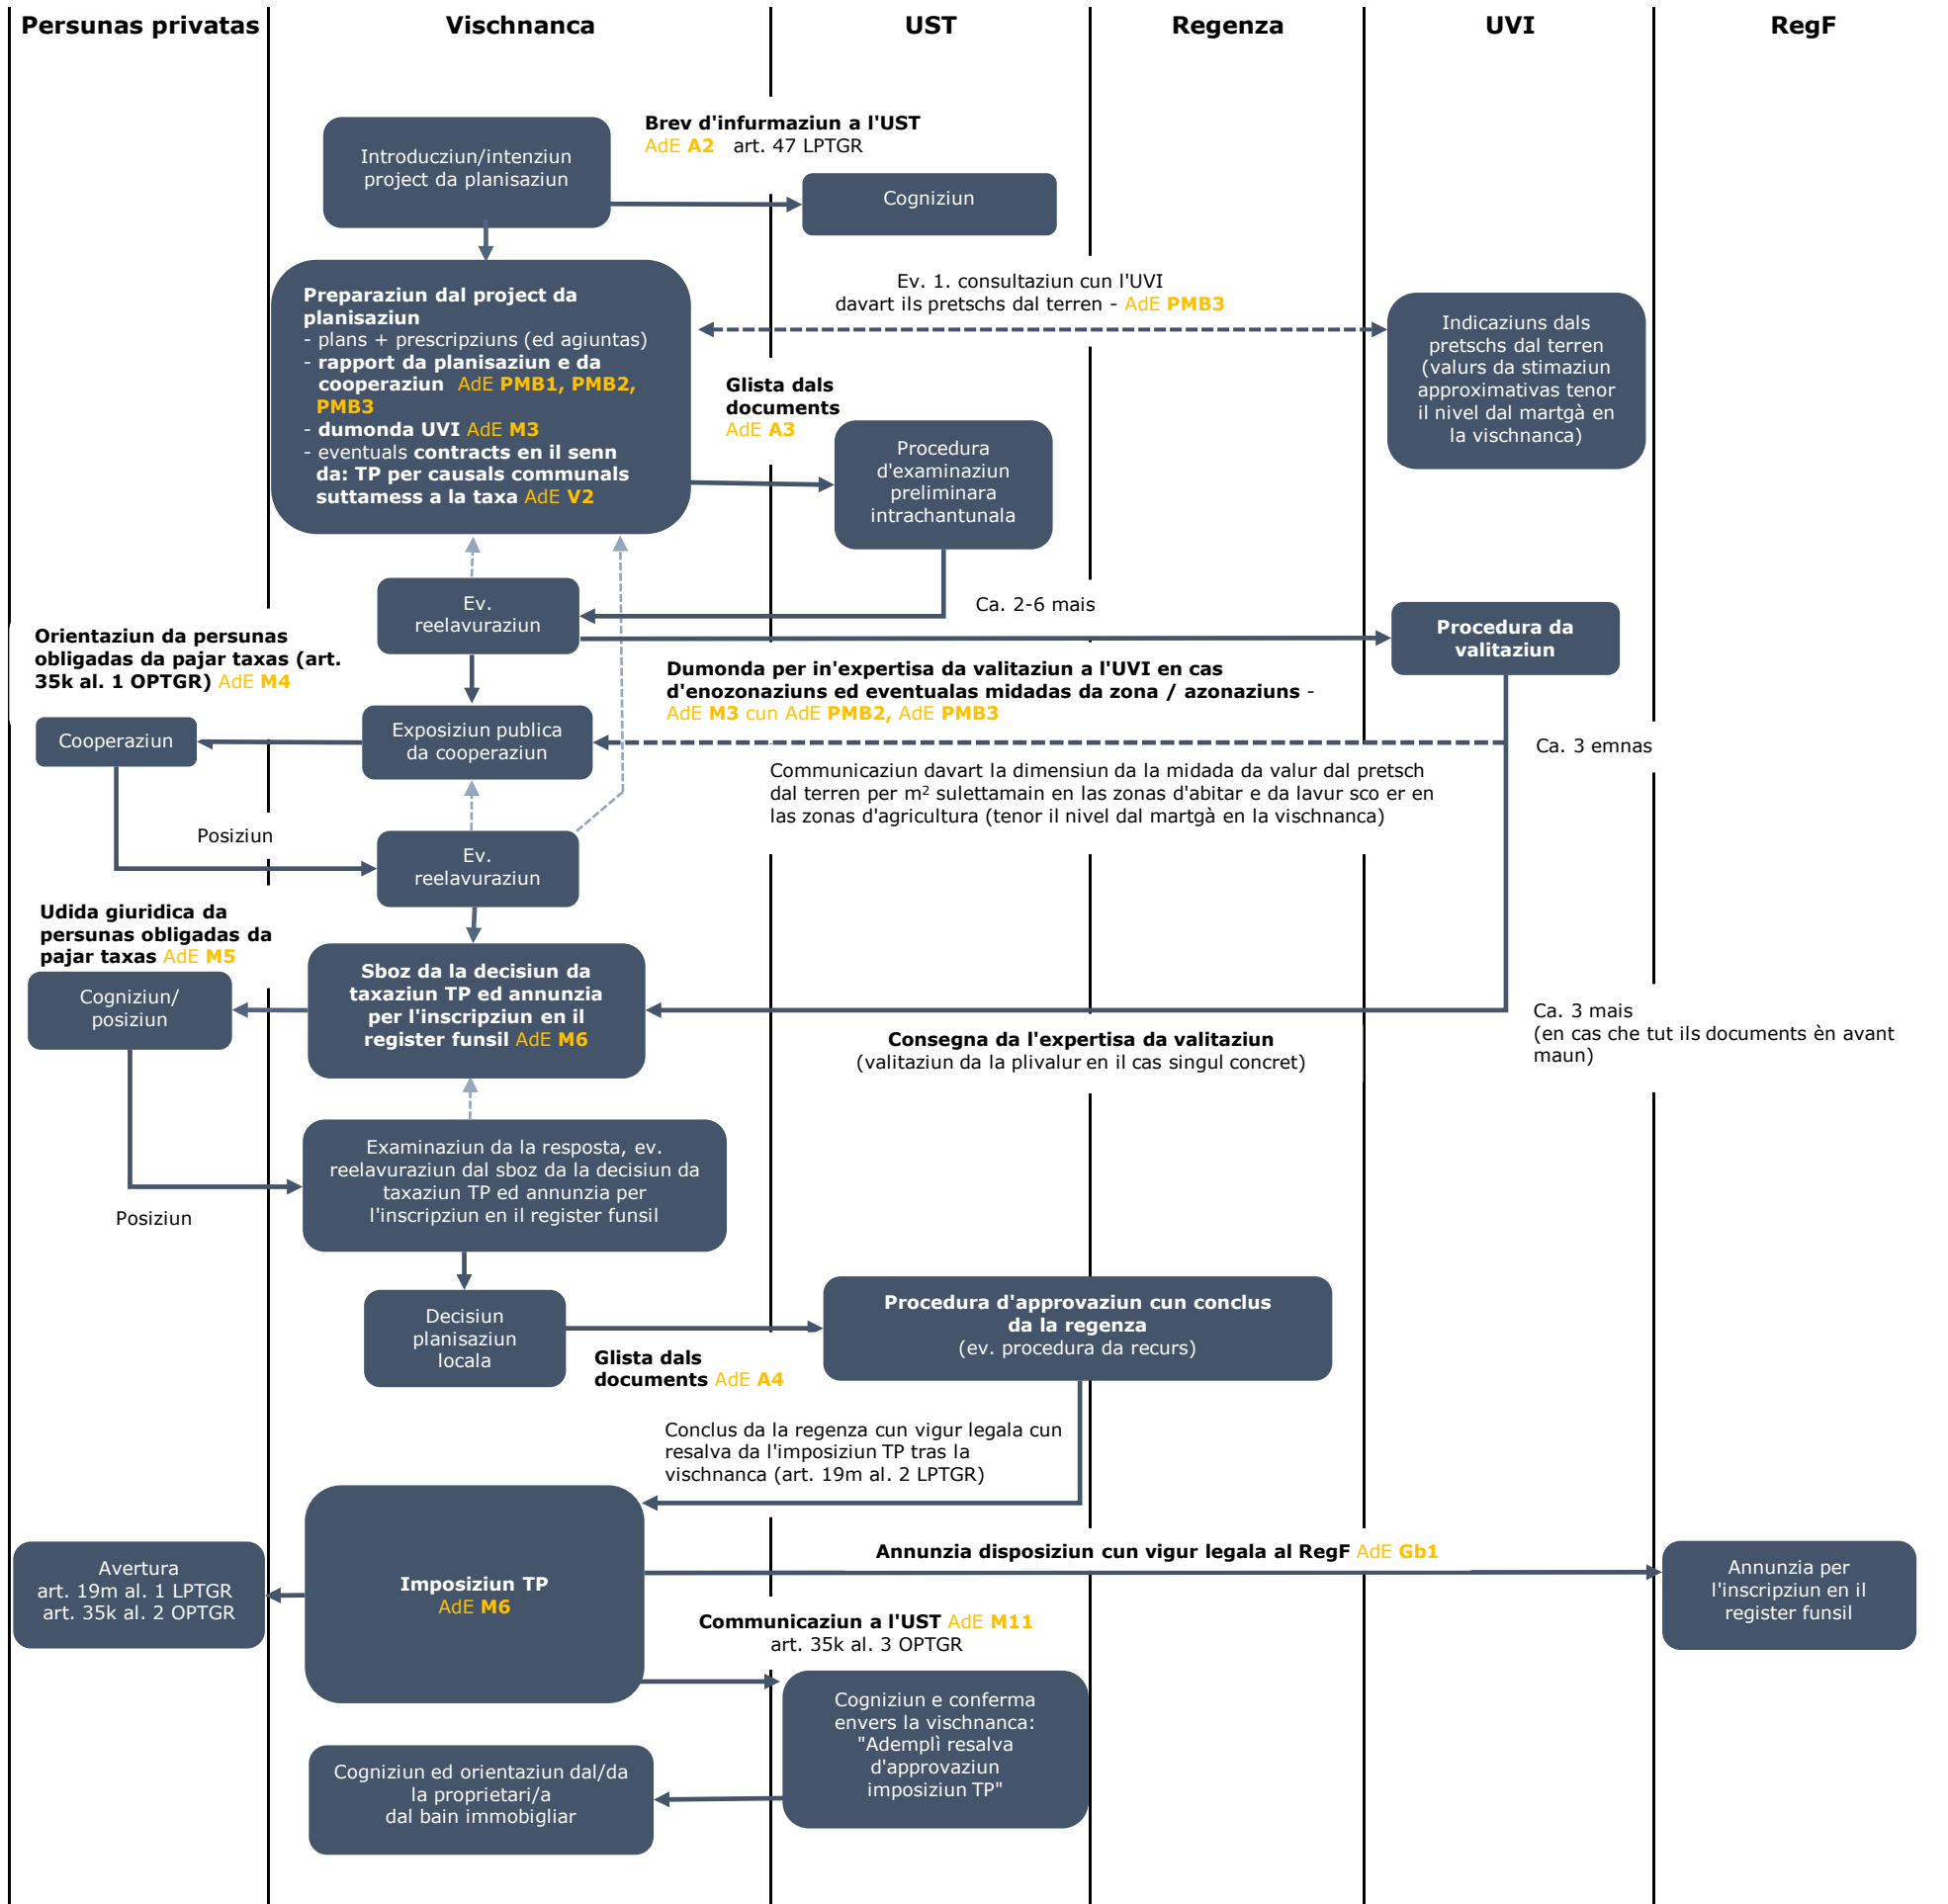 Persunas privatas
Vischnanca
UST
Regenza
UVI
RegF
Brev d'infurmaziun a l'UST
AdE A2 art. 47 LPTGR
Introducziun/intenziun
project da planisaziun
Cogniziun
Ev. 1. consultaziun cun l'UVI
davart ils pretschs dal terren - AdE PMB3
Preparaziun dal project da
planisaziun
- plans + prescripziuns (ed agiuntas)
- rapport da planisaziun e da
cooperaziun AdE PMB1, PMB2,
PMB3
- dumonda UVI AdE M3
- eventuals contracts en il senn
da: TP per causals communals
suttamess a la taxa AdE V2
Indicaziuns dals
pretschs dal terren
(valurs da stimaziun
approximativas tenor
il nivel dal martgà en
la vischnanca)
Glista dals
documents
AdE A3
Procedura
d'examinaziun
preliminara
intrachantunala
Ev.
reelavuraziun
Ca. 2-6 mais
Procedura da
valitaziun
Orientaziun da persunas
obligadas da pajar taxas (art.
35k al. 1 OPTGR) AdE M4
Dumonda per in'expertisa da valitaziun a l'UVI en cas
d'enozonaziuns ed eventualas midadas da zona / azonaziuns -
AdE M3 cun AdE PMB2, AdE PMB3
Cooperaziun
Exposiziun publica
da cooperaziun
Ca. 3 emnas
Communicaziun davart la dimensiun da la midada da valur dal pretsch
dal terren per m² sulettamain en las zonas d'abitar e da lavur sco er en
las zonas d'agricultura (tenor il nivel dal martgà en la vischnanca)
Posiziun
Ev.
reelavuraziun
Udida giuridica da
persunas obligadas da
pajar taxas AdE M5
Cogniziun/
posiziun
Sboz da la decisiun da
taxaziun TP ed annunzia
per l'inscripziun en il
register funsil AdE M6
Consegna da l'expertisa da valitaziun
(valitaziun da la plivalur en il cas singul concret)
Ca. 3 mais
(en cas che tut ils documents èn avant
maun)
Examinaziun da la resposta, ev.
reelavuraziun dal sboz da la decisiun da
taxaziun TP ed annunzia per
l'inscripziun en il register funsil
Posiziun
Decisiun
planisaziun
locala
Procedura d'approvaziun cun conclus
da la regenza
(ev. procedura da recurs)
Glista dals
documents AdE A4
Conclus da la regenza cun vigur legala cun
resalva da l'imposiziun TP tras la
vischnanca (art. 19m al. 2 LPTGR)
Avertura
art. 19m al. 1 LPTGR
art. 35k al. 2 OPTGR
Imposiziun TP
AdE M6
Annunzia disposiziun cun vigur legala al RegF AdE Gb1
Annunzia per
l'inscripziun en il
register funsil
Communicaziun a l'UST AdE M11
art. 35k al. 3 OPTGR
Cogniziun e conferma
envers la vischnanca:
"Ademplì resalva
d'approvaziun
imposiziun TP"
Cogniziun ed orientaziun dal/da
la proprietari/a
dal bain immobigliar